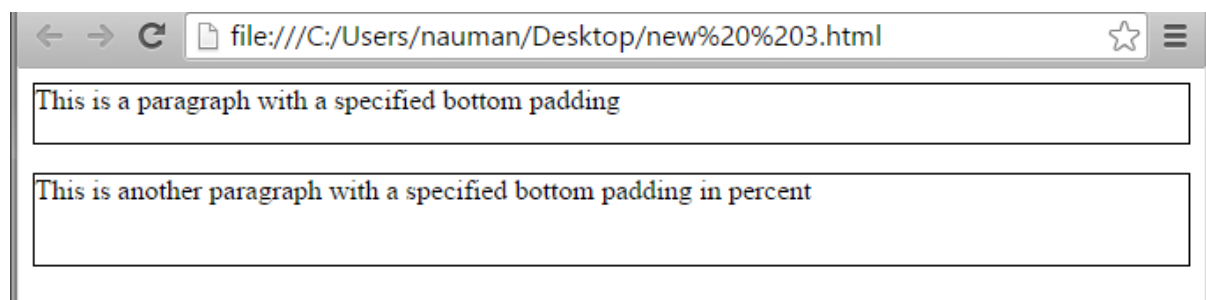 file:///C:/Users/nauman/Desktop/new%20%203.html
This is a paragraph with a specified bottom padding
This is another paragraph with a specified bottom padding in percent